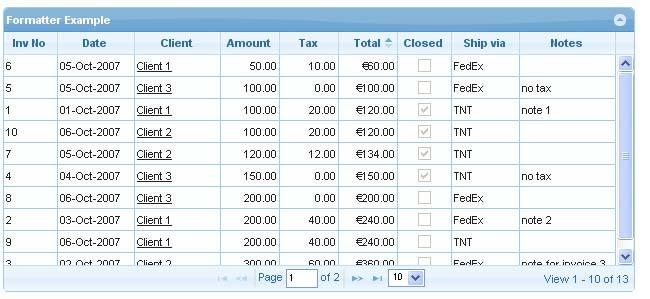 Formatter Example
Inv No Date Client Amount Tax Total Closed Ship via Notes
6 05-Oct-2007 Client 1 50.00 10.00 €60.00 FedEx
5 05-Oct-2007 Client 3 100.00 0.00 €100.00 FedEx no tax
1 01-Oct-2007 Client 1 100.00 20.00 €120.00 TNT note 1
10 06-Oct-2007 Client 2 100.00 20.00 €120.00 TNT
7 05-Oct-2007 Client 2 120.00 12.00 €134.00 TNT
4 04-Oct-2007 Client 3 150.00 0.00 €150.00 TNT no tax
8 06-Oct-2007 Client 3 200.00 0.00 €200.00 FedEx
2 03-Oct-2007 Client 1 200.00 40.00 €240.00 FedEx note 2
9 06-Oct-2007 Client 1 200.00 40.00 €240.00 TNT
3 02-Oct-2007 Client 2 300.00 60.00 €360.00 FedEx note for invoice 3
Page 1 of 2 10 View 1 - 10 of 13